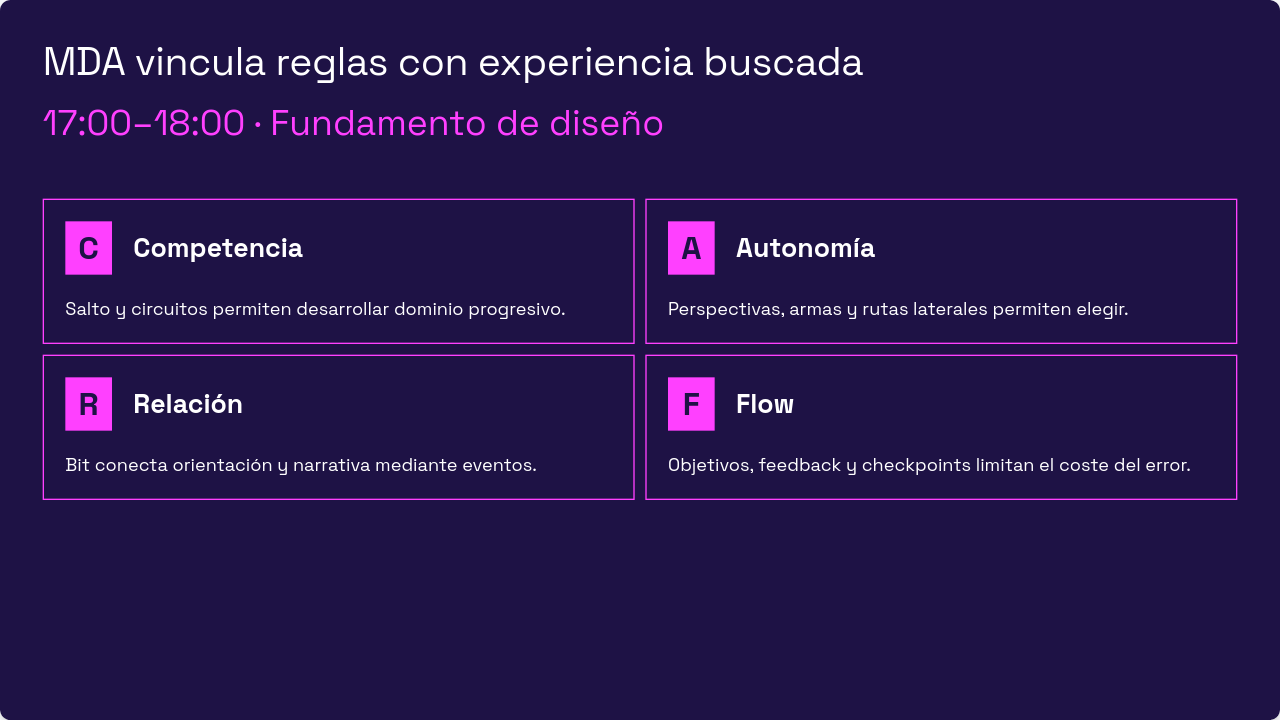 MDA vincula reglas con experiencia buscada
17:00–18:00 · Fundamento de diseño
C
Competencia
Salto y circuitos permiten desarrollar dominio progresivo.
A
Autonomía
Perspectivas, armas y rutas laterales permiten elegir.
R
Relación
Bit conecta orientación y narrativa mediante eventos.
F
Flow
Objetivos, feedback y checkpoints limitan el coste del error.